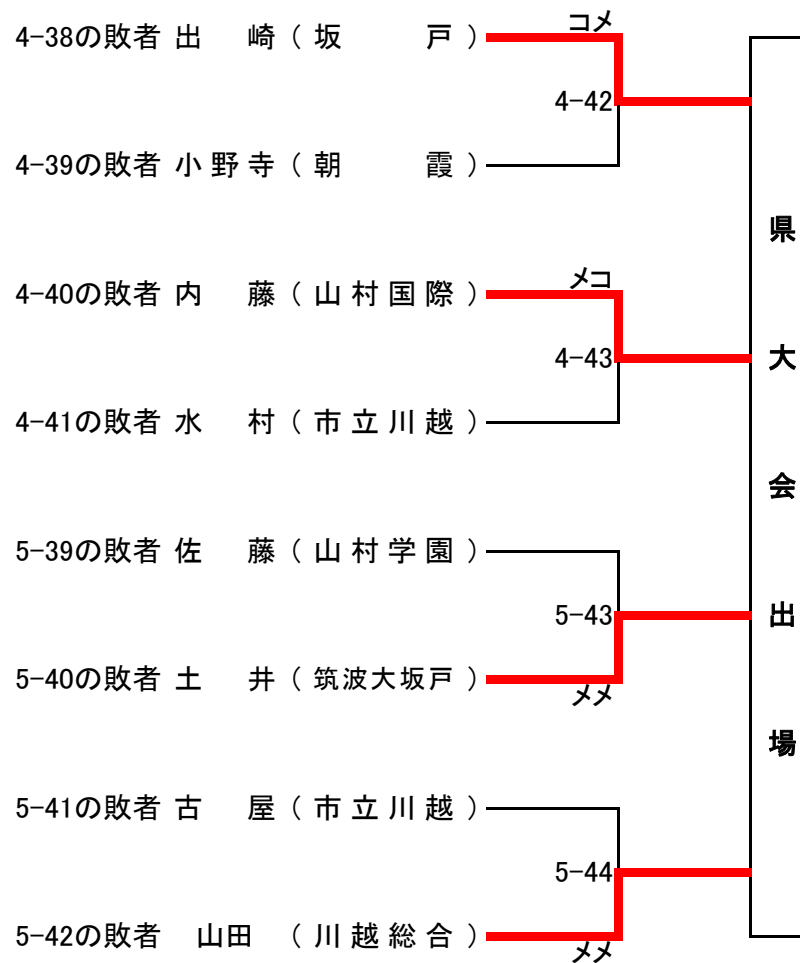 コメ
4-38の敗者 出 崎（坂 戸）
4-42
4-39の敗者 小野寺（朝 霞）
メコ
4-40の敗者 内 藤（山村国際）
4-43
4-41の敗者 水 村（市立川越）
5-39の敗者 佐 藤（山村学園）
5-43
5-40の敗者 土 井（筑波大坂戸）
メメ
5-41の敗者 古 屋（市立川越）
5-44
5-42の敗者 山田 （川越総合）
メメ
県大会出場